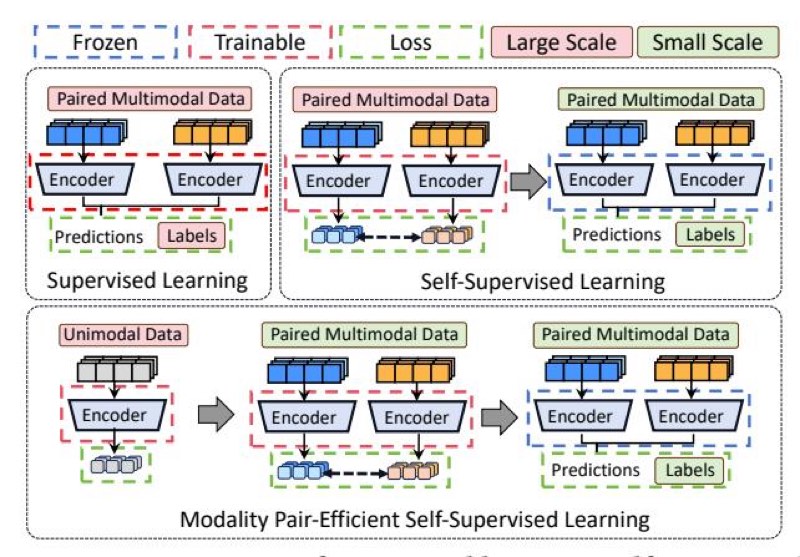 Frozen Trainable Loss Large Scale Small Scale
Paired Multimodal Data
Encoder Encoder
Predictions Labels
Supervised Learning
Paired Multimodal Data Paired Multimodal Data
Encoder Encoder Encoder Encoder
Predictions Labels
Self-Supervised Learning
Unimodal Data Paired Multimodal Data Paired Multimodal Data
Encoder Encoder Encoder Encoder Encoder
Predictions Labels
Modality Pair-Efficient Self-Supervised Learning